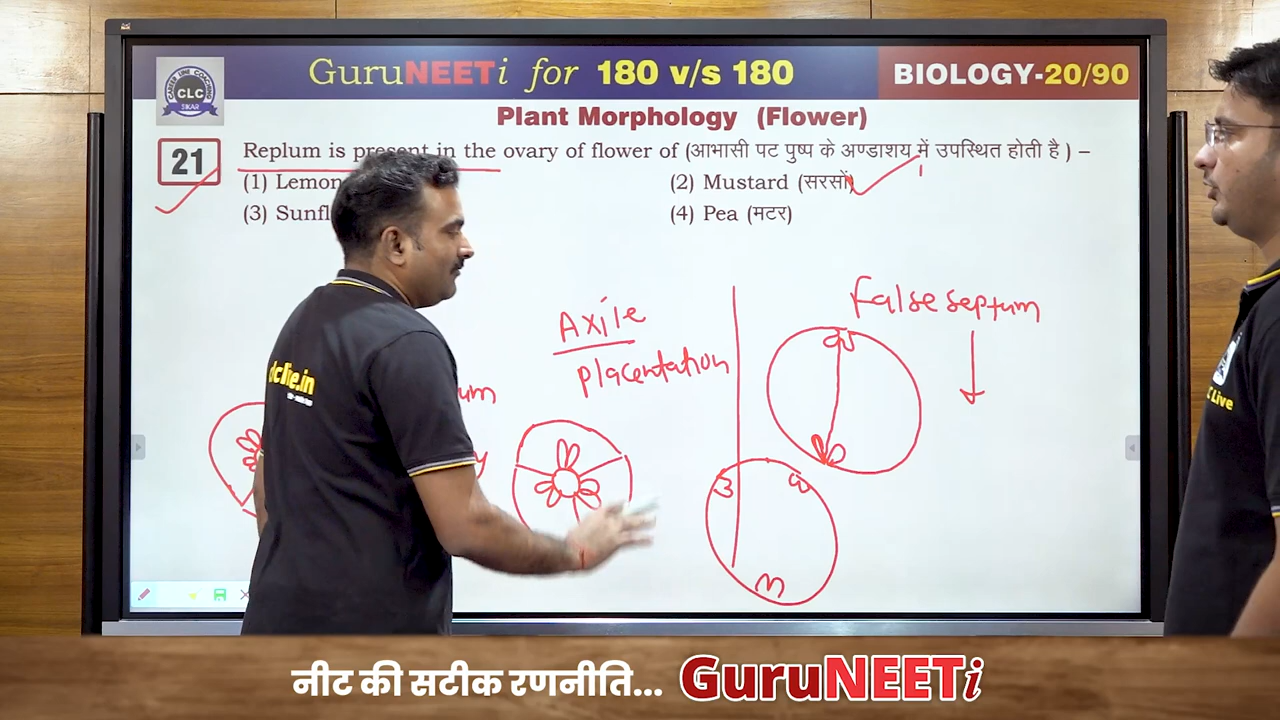 GuruNEETi for 180 v/s 180
BIOLOGY-20/90
CLC
SIKAR
Plant Morphology (Flower)
21
Replum is present in the ovary of flower of (आभासी पट पुष्प के अण्डाशय में उपस्थित होती है ) –
(1) Lemon
(2) Mustard (सरसों)
(3) Sunfl
(4) Pea (मटर)
False septum
Axile
placentation
um
y
clclive.in
C Live
नीट की सटीक रणनीति... GuruNEETi